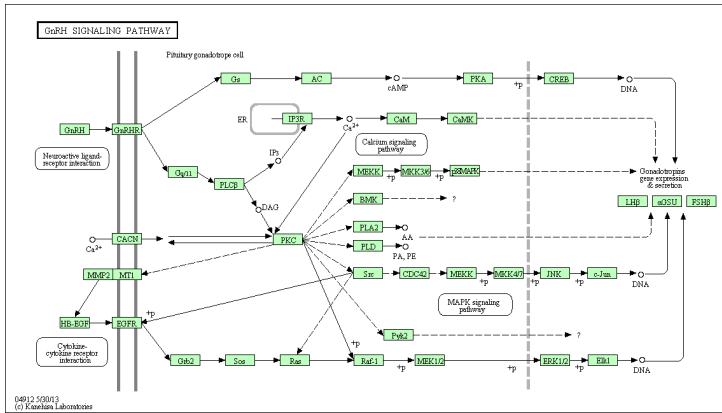 GnRH SIGNALING PATHWAY
Pituitary gonadotrope cell
Gs
AC
cAMP
PKA
+p
CREB
DNA
ER
IP3R
Ca2+
CaM
CaMK
GnRH
GnRHR
Calcium signaling
pathway
Neuroactive ligand-
receptor interaction
IP3
Gq/11
PLCβ
MEKK
+p
MKK3/6
+p
p38MAPK
Gonadotropins
gene expression
& secretion
DAG
BMK
?
LHβ
αGSU
FSHβ
PLA2
AA
CACN
Ca2+
PKC
PLD
PA, PE
MMP2
MT1
Src
CDC42
MEKK
+p
MKK4/7
+p
JNK
+p
c-Jun
DNA
MAPK signaling
pathway
HB-EGF
EGFR
+p
Pyk2
?
Cytokine-
cytokine receptor
interaction
+p
Grb2
Sos
Ras
Raf-1
+p
MEK1/2
+p
ERK1/2
+p
Elk1
DNA
04912 5/30/13
(c) Kanehisa Laboratories